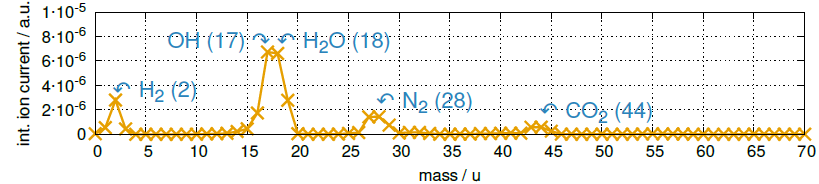 int. ion current / a.u.
1·10⁻⁵
8·10⁻⁶
6·10⁻⁶
4·10⁻⁶
2·10⁻⁶
0
OH (17) ↷ ↶ H₂O (18)
↶ H₂ (2)
↶ N₂ (28)
↶ CO₂ (44)
0 5 10 15 20 25 30 35 40 45 50 55 60 65 70
mass / u